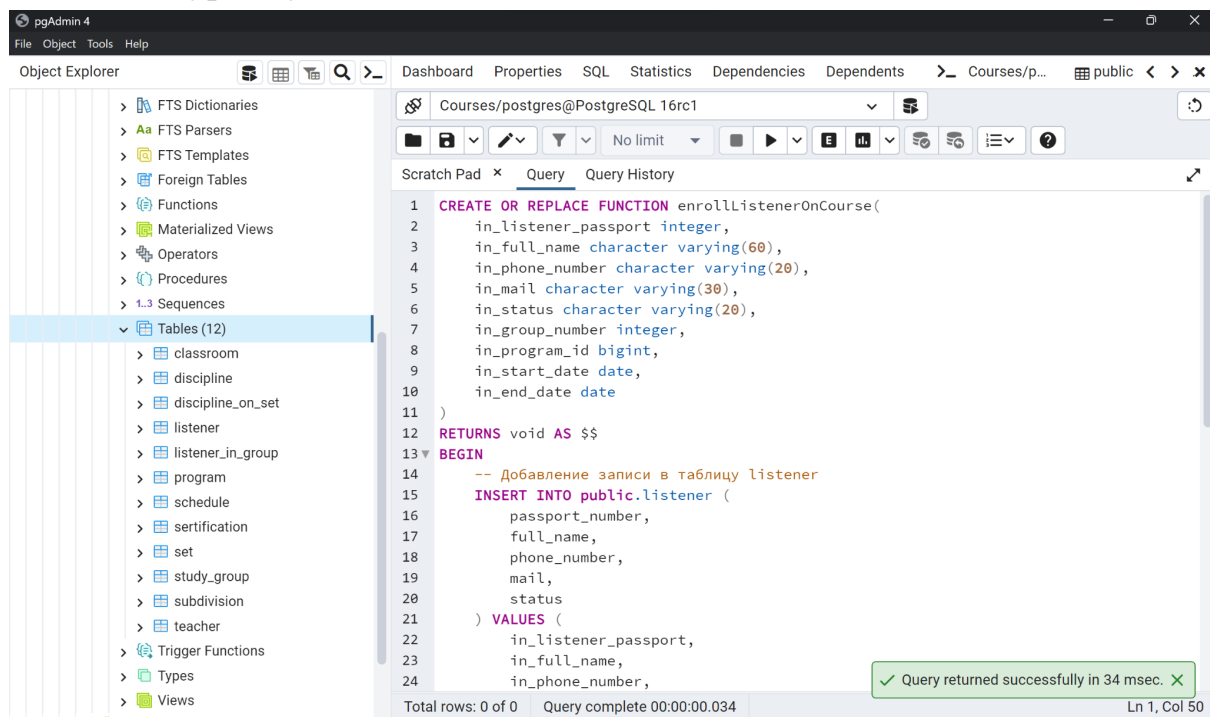 pgAdmin 4
File Object Tools Help
Object Explorer
FTS Dictionaries
Aa FTS Parsers
FTS Templates
Foreign Tables
Functions
Materialized Views
Operators
Procedures
1..3 Sequences
Tables (12)
classroom
discipline
discipline_on_set
listener
listener_in_group
program
schedule
sertification
set
study_group
subdivision
teacher
Trigger Functions
Types
Views
Dashboard Properties SQL Statistics Dependencies Dependents Courses/p... public
Courses/postgres@PostgreSQL 16rc1
No limit E
Scratch Pad Query Query History
1 CREATE OR REPLACE FUNCTION enrollListenerOnCourse(
2 in_listener_passport integer,
3 in_full_name character varying(60),
4 in_phone_number character varying(20),
5 in_mail character varying(30),
6 in_status character varying(20),
7 in_group_number integer,
8 in_program_id bigint,
9 in_start_date date,
10 in_end_date date
11 )
12 RETURNS void AS $$
13 BEGIN
14 -- Добавление записи в таблицу listener
15 INSERT INTO public.listener (
16 passport_number,
17 full_name,
18 phone_number,
19 mail,
20 status
21 ) VALUES (
22 in_listener_passport,
23 in_full_name,
24 in_phone_number,
Query returned successfully in 34 msec.
Total rows: 0 of 0 Query complete 00:00:00.034 Ln 1, Col 50